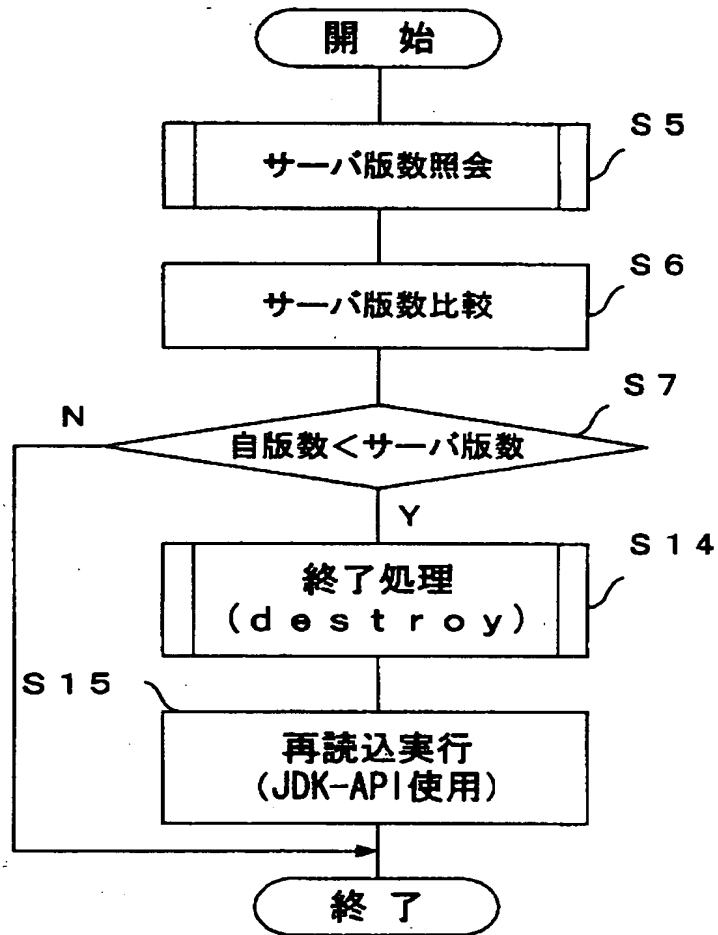 開 始
S5
サーバ版数照会
S6
サーバ版数比較
S7
N
自版数<サーバ版数
Y
S14
終了処理
(destroy)
S15
再読込実行
(JDK-API使用)
終 了